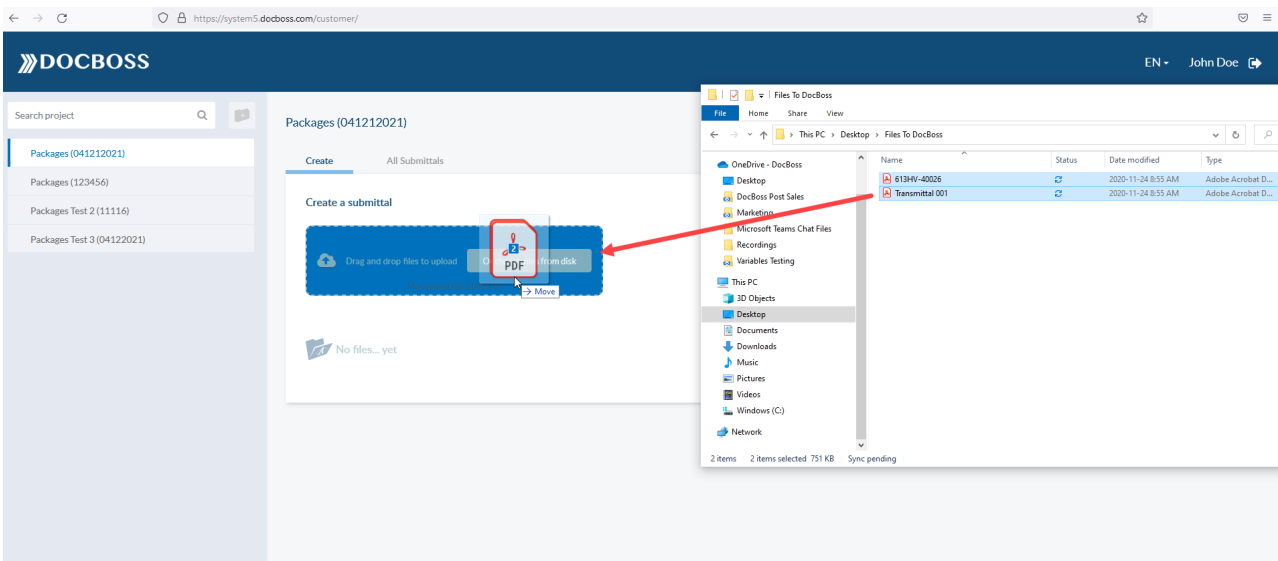 https://system5.docboss.com/customer/
DOCBOSS
EN
John Doe
Search project
Packages (041212021)
Packages (123456)
Packages Test 2 (11116)
Packages Test 3 (04122021)
Packages (041212021)
Create
All Submittals
Create a submittal
Drag and drop files to upload
from disk
2
PDF
Move
No files... yet
Files To DocBoss
File
Home
Share
View
This PC
Desktop
Files To DocBoss
Name
Status
Date modified
Type
OneDrive - DocBoss
Desktop
DocBoss Post Sales
Marketing
Microsoft Teams Chat Files
Recordings
Variables Testing
This PC
3D Objects
Desktop
Documents
Downloads
Music
Pictures
Videos
Windows (C:)
Network
613HV-40026
2020-11-24 8:55 AM
Adobe Acrobat D...
Transmittal 001
2020-11-24 8:55 AM
Adobe Acrobat D...
2 items
2 items selected 751 KB
Sync pending